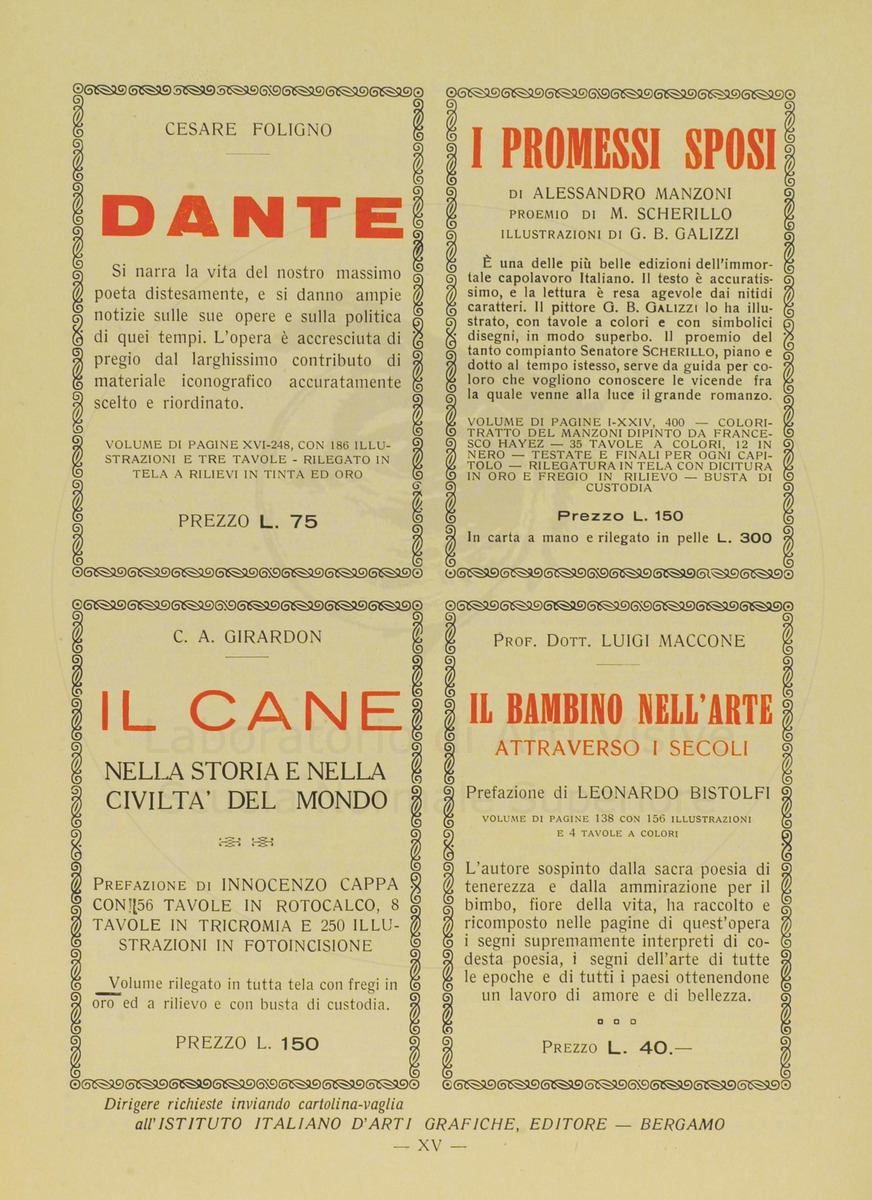 CESARE FOLIGNO
DANTE
Si narra la vita del nostro massimo
poeta distesamente, e si danno ampie
notizie sulle sue opere e sulla politica
di quei tempi. L'opera è accresciuta di
pregio dal larghissimo contributo di
materiale iconografico accuratamente
scelto e riordinato.
VOLUME DI PAGINE XVI-248, CON 186 ILLU-
STRAZIONI E TRE TAVOLE - RILEGATO IN
TELA A RILIEVI IN TINTA ED ORO
PREZZO L. 75
I PROMESSI SPOSI
DI ALESSANDRO MANZONI
PROEMIO DI M. SCHERILLO
ILLUSTRAZIONI DI G. B. GALIZZI
È una delle più belle edizioni dell'immor-
tale capolavoro Italiano. Il testo è accuratis-
simo, e la lettura è resa agevole dai nitidi
caratteri. Il pittore G. B. GALIZZI lo ha illu-
strato, con tavole a colori e con simbolici
disegni, in modo superbo. Il proemio del
tanto compianto Senatore SCHERILLO, piano e
dotto al tempo istesso, serve da guida per co-
loro che vogliono conoscere le vicende fra
la quale venne alla luce il grande romanzo.
VOLUME DI PAGINE I-XXIV, 400 — COLORI-
TRATTO DEL MANZONI DIPINTO DA FRANCE-
SCO HAYEZ — 35 TAVOLE A COLORI, 12 IN
NERO — TESTATE E FINALI PER OGNI CAPI-
TOLO — RILEGATURA IN TELA CON DICITURA
IN ORO E FREGIO IN RILIEVO — BUSTA DI
CUSTODIA
Prezzo L. 150
In carta a mano e rilegato in pelle L. 300
C. A. GIRARDON
IL CANE
NELLA STORIA E NELLA
CIVILTA' DEL MONDO
PREFAZIONE DI INNOCENZO CAPPA
CON 156 TAVOLE IN ROTOCALCO, 8
TAVOLE IN TRICROMIA E 250 ILLU-
STRAZIONI IN FOTOINCISIONE
Volume rilegato in tutta tela con fregi in
oro ed a rilievo e con busta di custodia.
PREZZO L. 150
PROF. DOTT. LUIGI MACCONE
IL BAMBINO NELL'ARTE
ATTRAVERSO I SECOLI
Prefazione di LEONARDO BISTOLFI
VOLUME DI PAGINE 138 CON 156 ILLUSTRAZIONI
E 4 TAVOLE A COLORI
L'autore sospinto dalla sacra poesia di
tenerezza e dalla ammirazione per il
bimbo, fiore della vita, ha raccolto e
ricomposto nelle pagine di quest'opera
i segni supremamente interpreti di co-
desta poesia, i segni dell'arte di tutte
le epoche e di tutti i paesi ottenendone
un lavoro di amore e di bellezza.
PREZZO L. 40.—
Dirigere richieste inviando cartolina-vaglia
all'ISTITUTO ITALIANO D'ARTI GRAFICHE, EDITORE — BERGAMO
— XV —